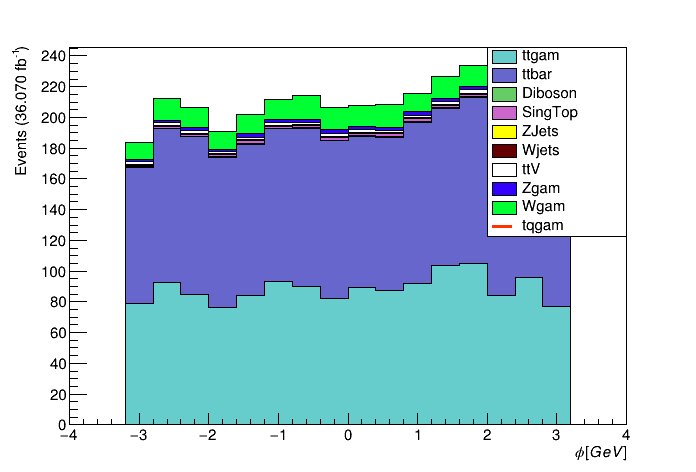 Events (36.070 fb⁻¹)
240
220
200
180
160
140
120
100
80
60
40
20
0
ttgam
ttbar
Diboson
SingTop
ZJets
Wjets
ttV
Zgam
Wgam
tqgam
−4 −3 −2 −1 0 1 2 3 4
ϕ[GeV]